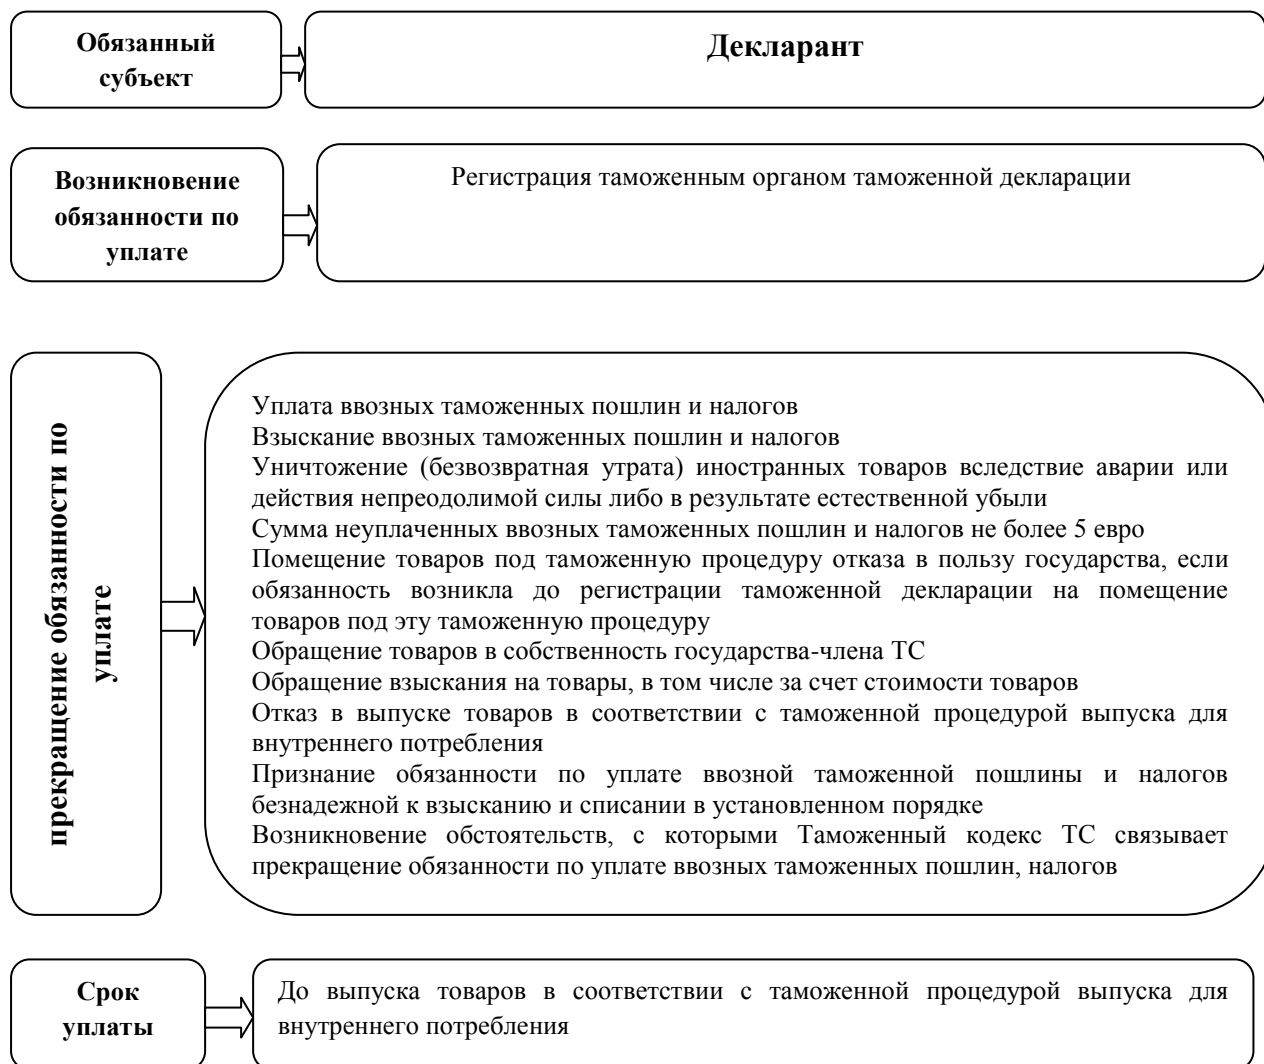 Обязанный
субъект
Декларант
Возникновение
обязанности по
уплате
Регистрация таможенным органом таможенной декларации
прекращение обязанности по
уплате
Уплата ввозных таможенных пошлин и налогов
Взыскание ввозных таможенных пошлин и налогов
Уничтожение (безвозвратная утрата) иностранных товаров вследствие аварии или
действия непреодолимой силы либо в результате естественной убыли
Сумма неуплаченных ввозных таможенных пошлин и налогов не более 5 евро
Помещение товаров под таможенную процедуру отказа в пользу государства, если
обязанность возникла до регистрации таможенной декларации на помещение
товаров под эту таможенную процедуру
Обращение товаров в собственность государства-члена ТС
Обращение взыскания на товары, в том числе за счет стоимости товаров
Отказ в выпуске товаров в соответствии с таможенной процедурой выпуска для
внутреннего потребления
Признание обязанности по уплате ввозной таможенной пошлины и налогов
безнадежной к взысканию и списании в установленном порядке
Возникновение обстоятельств, с которыми Таможенный кодекс ТС связывает
прекращение обязанности по уплате ввозных таможенных пошлин, налогов
Срок
уплаты
До выпуска товаров в соответствии с таможенной процедурой выпуска для
внутреннего потребления